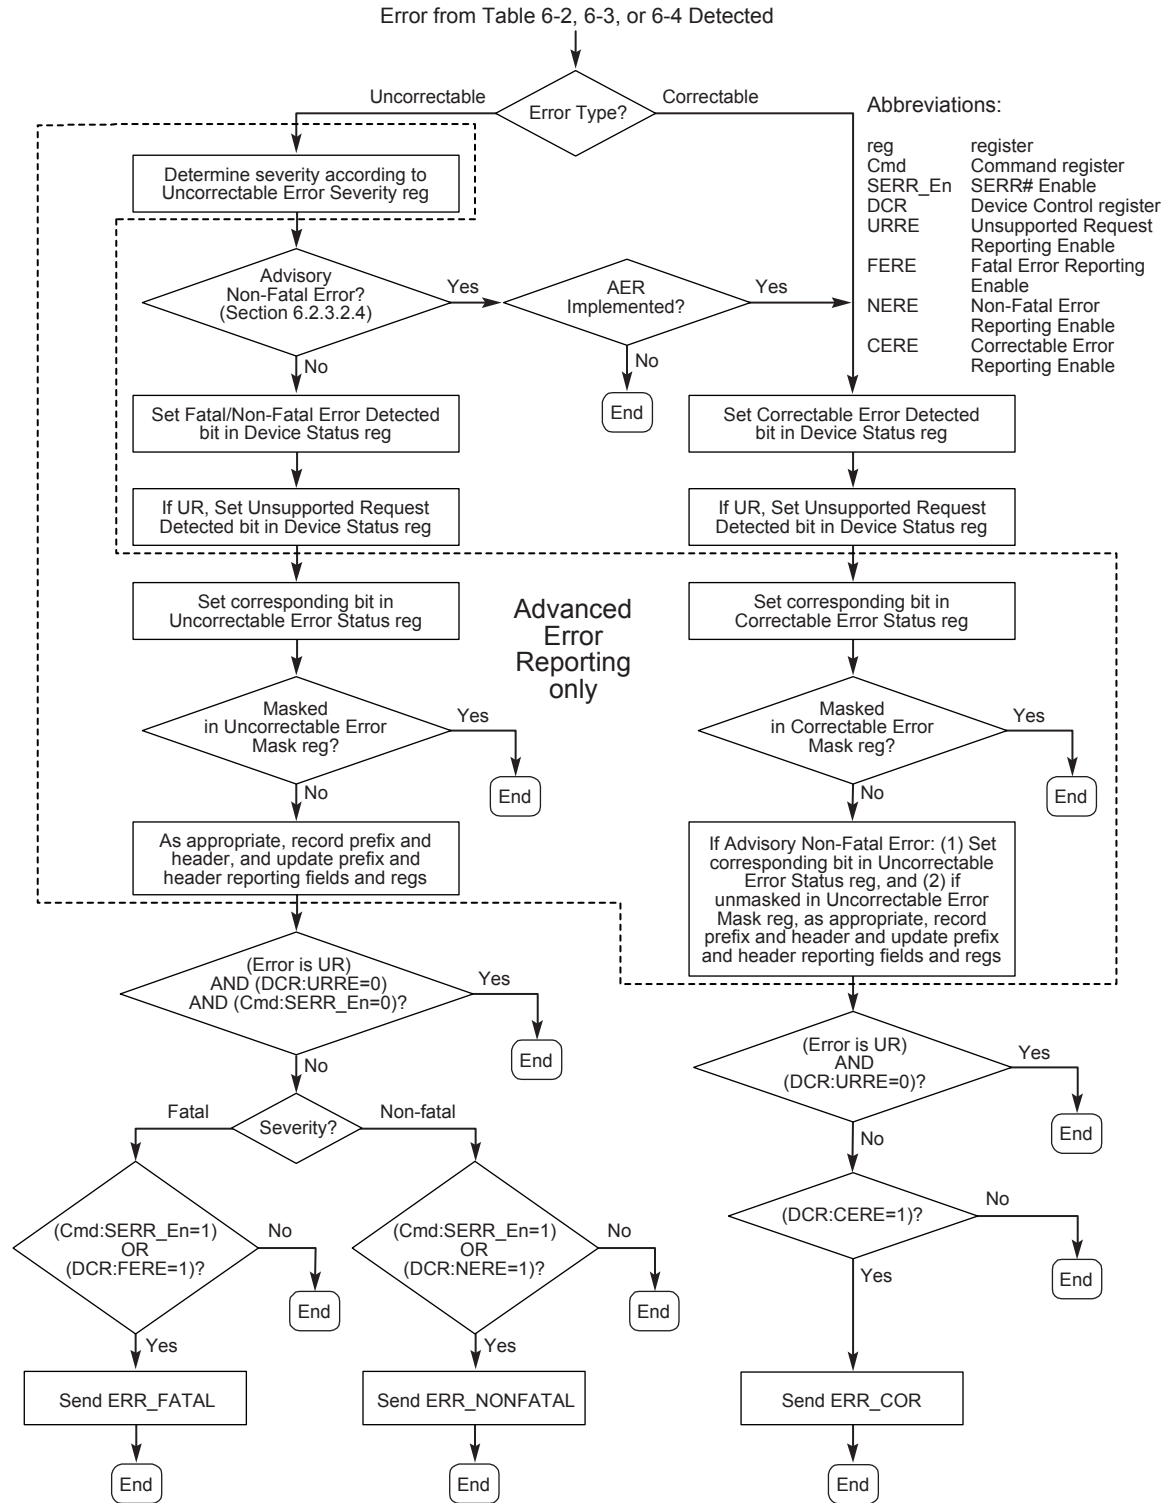 Error from Table 6-2, 6-3, or 6-4 Detected
Uncorrectable
Error Type?
Correctable
Abbreviations:
reg register
Cmd Command register
SERR_En SERR# Enable
DCR Device Control register
URRE Unsupported Request
Reporting Enable
FERE Fatal Error Reporting
Enable
NERE Non-Fatal Error
Reporting Enable
CERE Correctable Error
Reporting Enable
Determine severity according to
Uncorrectable Error Severity reg
Advisory
Non-Fatal Error?
(Section 6.2.3.2.4)
Yes
AER
Implemented?
Yes
No
No
End
Set Fatal/Non-Fatal Error Detected
bit in Device Status reg
Set Correctable Error Detected
bit in Device Status reg
If UR, Set Unsupported Request
Detected bit in Device Status reg
If UR, Set Unsupported Request
Detected bit in Device Status reg
Set corresponding bit in
Uncorrectable Error Status reg
Advanced
Error
Reporting
only
Set corresponding bit in
Correctable Error Status reg
Masked
in Uncorrectable Error
Mask reg?
Yes
End
No
Masked
in Correctable Error
Mask reg?
Yes
End
No
As appropriate, record prefix and
header, and update prefix and
header reporting fields and regs
If Advisory Non-Fatal Error: (1) Set
corresponding bit in Uncorrectable
Error Status reg, and (2) if
unmasked in Uncorrectable Error
Mask reg, as appropriate, record
prefix and header and update prefix
and header reporting fields and regs
(Error is UR)
AND (DCR:URRE=0)
AND (Cmd:SERR_En=0)?
Yes
End
No
(Error is UR)
AND
(DCR:URRE=0)?
Yes
End
No
Fatal
Severity?
Non-fatal
(Cmd:SERR_En=1)
OR
(DCR:FERE=1)?
No
End
Yes
(Cmd:SERR_En=1)
OR
(DCR:NERE=1)?
No
End
Yes
(DCR:CERE=1)?
No
End
Yes
Send ERR_FATAL
Send ERR_NONFATAL
Send ERR_COR
End
End
End